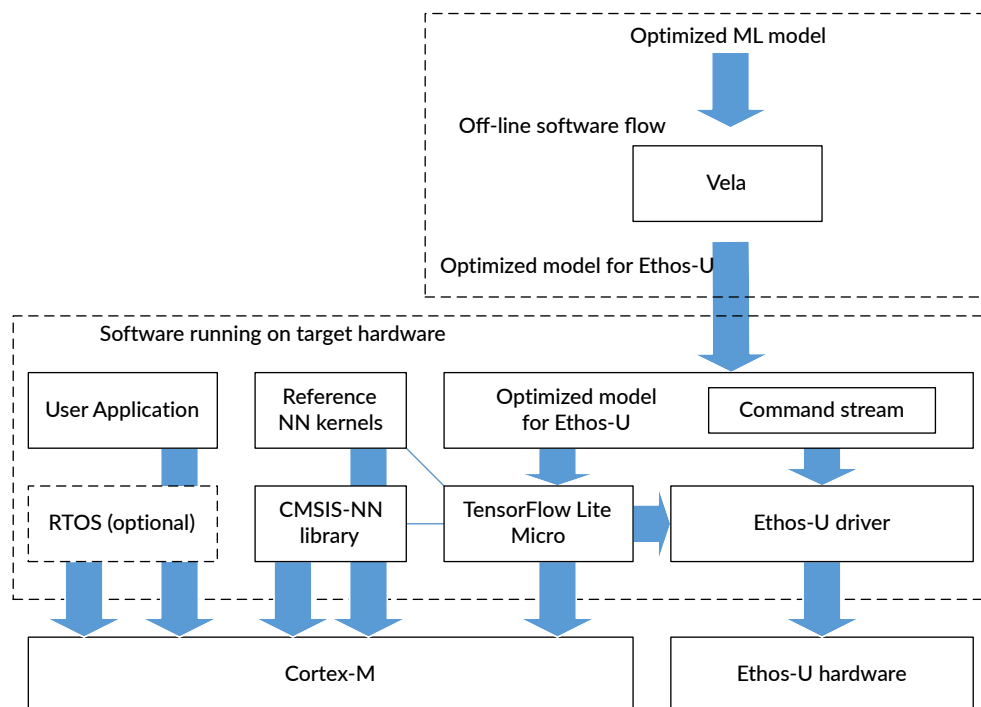 Optimized ML model
Off-line software flow
Vela
Optimized model for Ethos-U
Software running on target hardware
User Application
Reference
NN kernels
Optimized model
for Ethos-U
Command stream
RTOS (optional)
CMSIS-NN
library
TensorFlow Lite
Micro
Ethos-U driver
Cortex-M
Ethos-U hardware